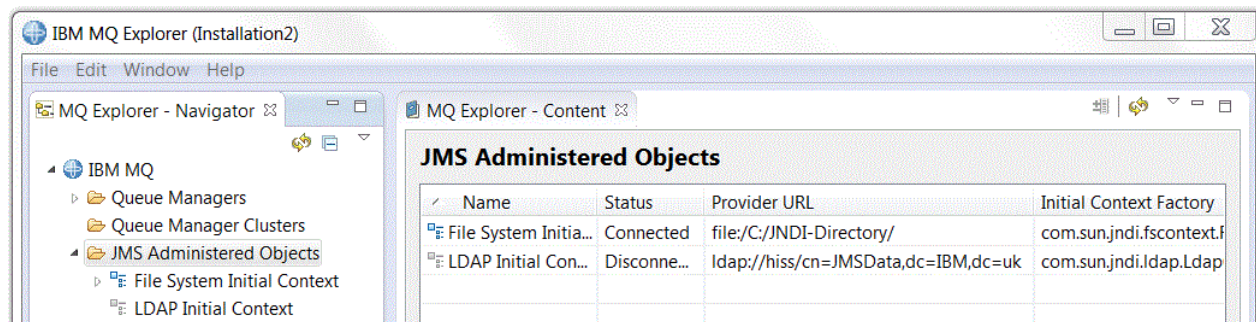 IBM MQ Explorer (Installation2)
File Edit Window Help
MQ Explorer - Navigator
IBM MQ
Queue Managers
Queue Manager Clusters
JMS Administered Objects
File System Initial Context
LDAP Initial Context
MQ Explorer - Content
JMS Administered Objects
Name Status Provider URL Initial Context Factory
File System Initia... Connected file:/C:/JNDI-Directory/ com.sun.jndi.fscontext.F
LDAP Initial Con... Disconne... ldap://hiss/cn=JMSData,dc=IBM,dc=uk com.sun.jndi.ldap.Ldap